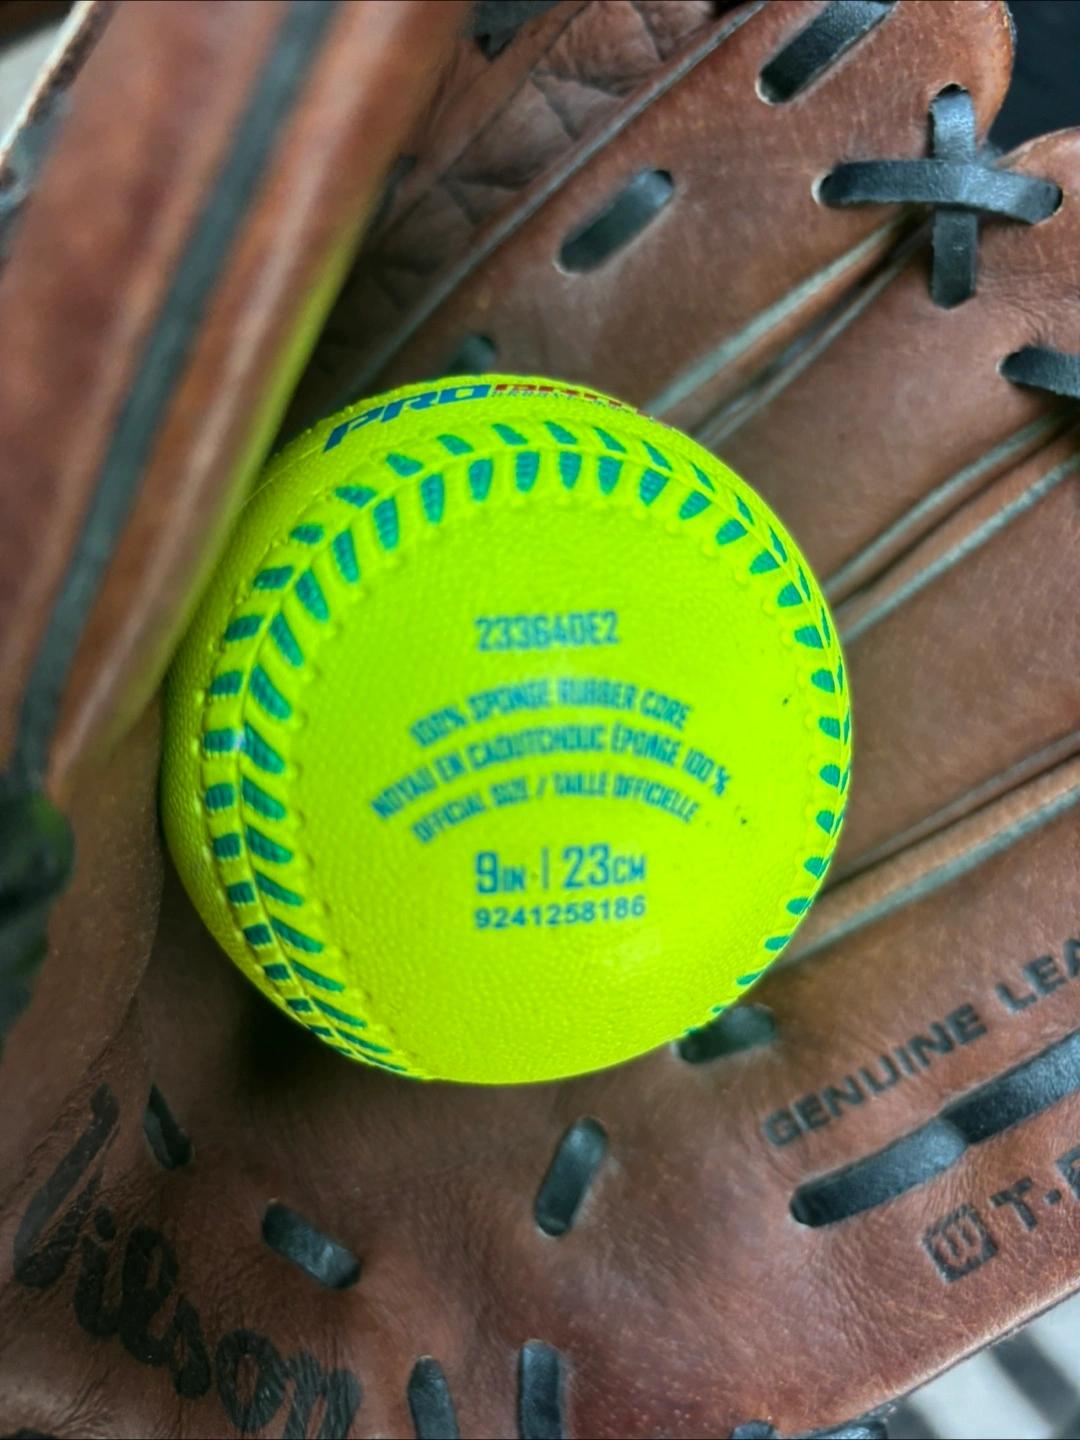 PRO
233640E2
100% SPONGE RUBBER CORE
NOYAU EN CAOUTCHOUC ÉPONGE 100 %
OFFICIAL SIZE / TAILLE OFFICIELLE
9IN | 23CM
9241258186
GENUINE LEA
W T-
Wilson